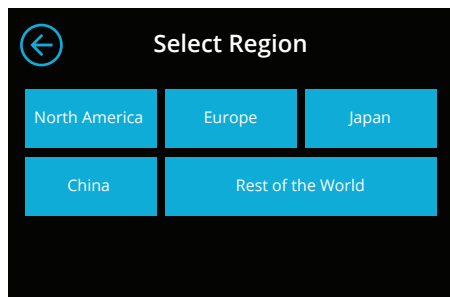 Select Region
North America
Europe
Japan
China
Rest of the World